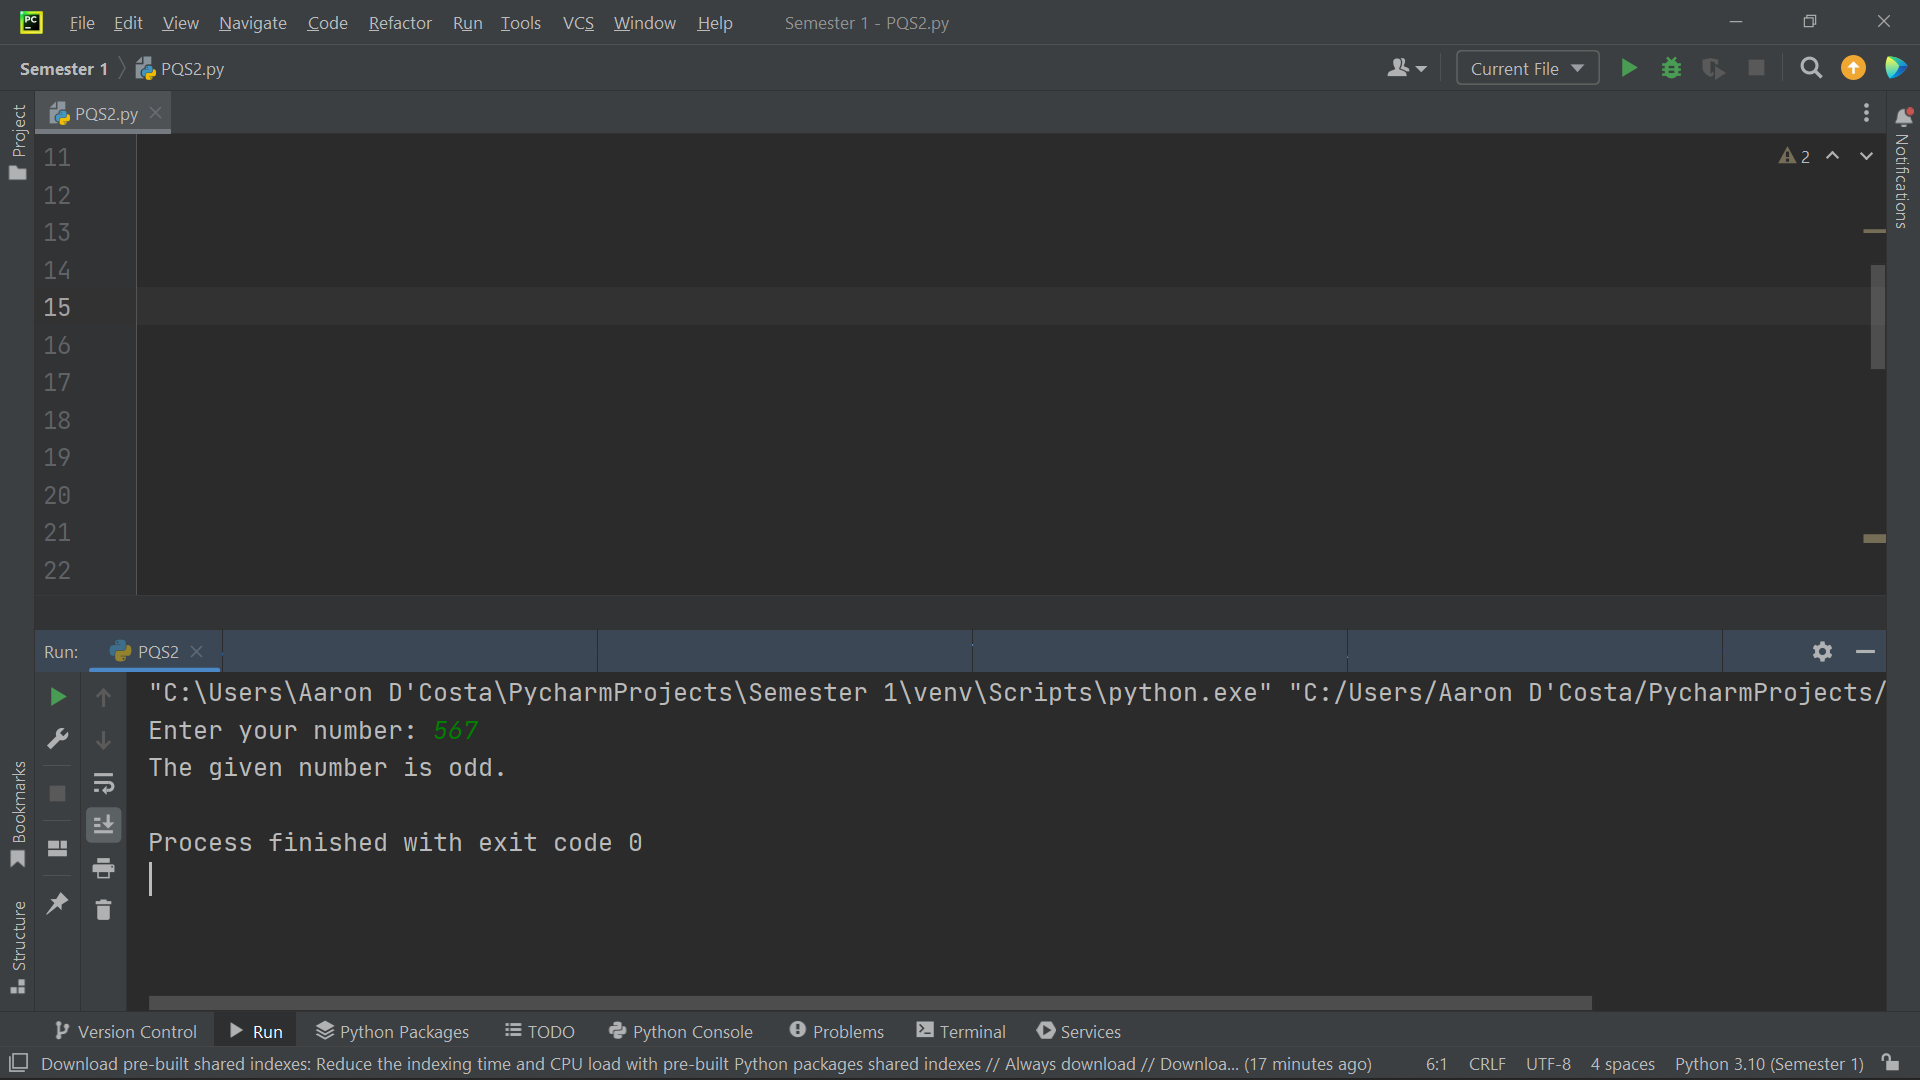 PC File Edit View Navigate Code Refactor Run Tools VCS Window Help Semester 1 - PQS2.py
Semester 1 PQS2.py Current File
PQS2.py
Project
Notifications
2
11
12
13
14
15
16
17
18
19
20
21
22
Run: PQS2
"C:\Users\Aaron D'Costa\PycharmProjects\Semester 1\venv\Scripts\python.exe" "C:/Users/Aaron D'Costa/PycharmProjects/
Enter your number: 567
The given number is odd.
Process finished with exit code 0
Bookmarks
Structure
Version Control Run Python Packages TODO Python Console Problems Terminal Services
Download pre-built shared indexes: Reduce the indexing time and CPU load with pre-built Python packages shared indexes // Always download // Downloa... (17 minutes ago) 6:1 CRLF UTF-8 4 spaces Python 3.10 (Semester 1)